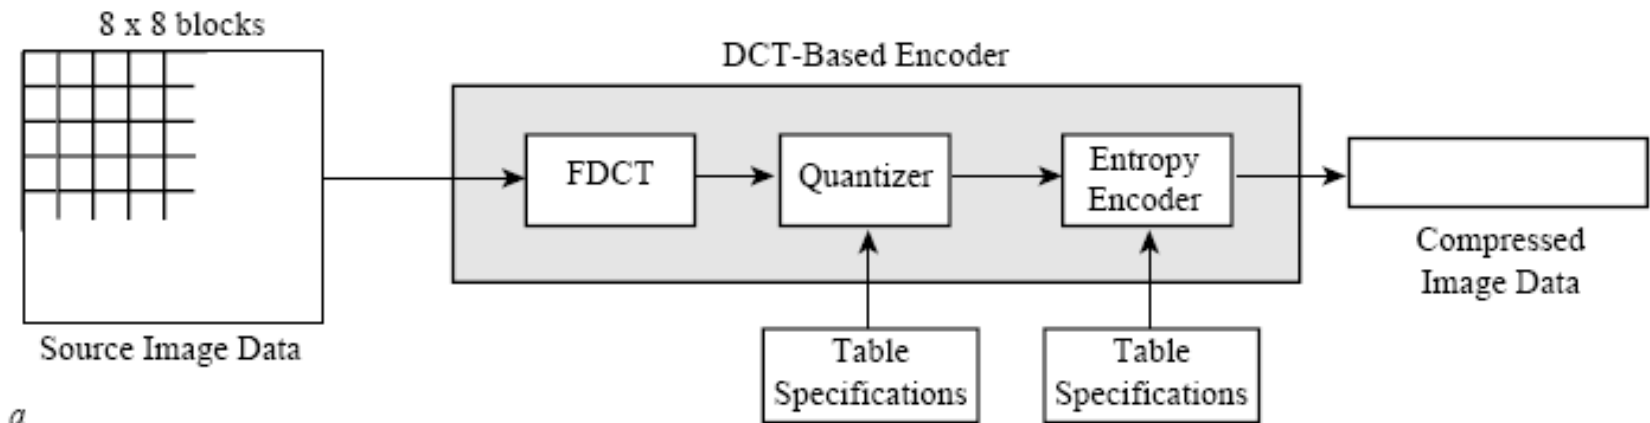 8 x 8 blocks
DCT-Based Encoder
FDCT
Quantizer
Entropy
Encoder
Compressed
Image Data
Source Image Data
Table
Specifications
Table
Specifications
a